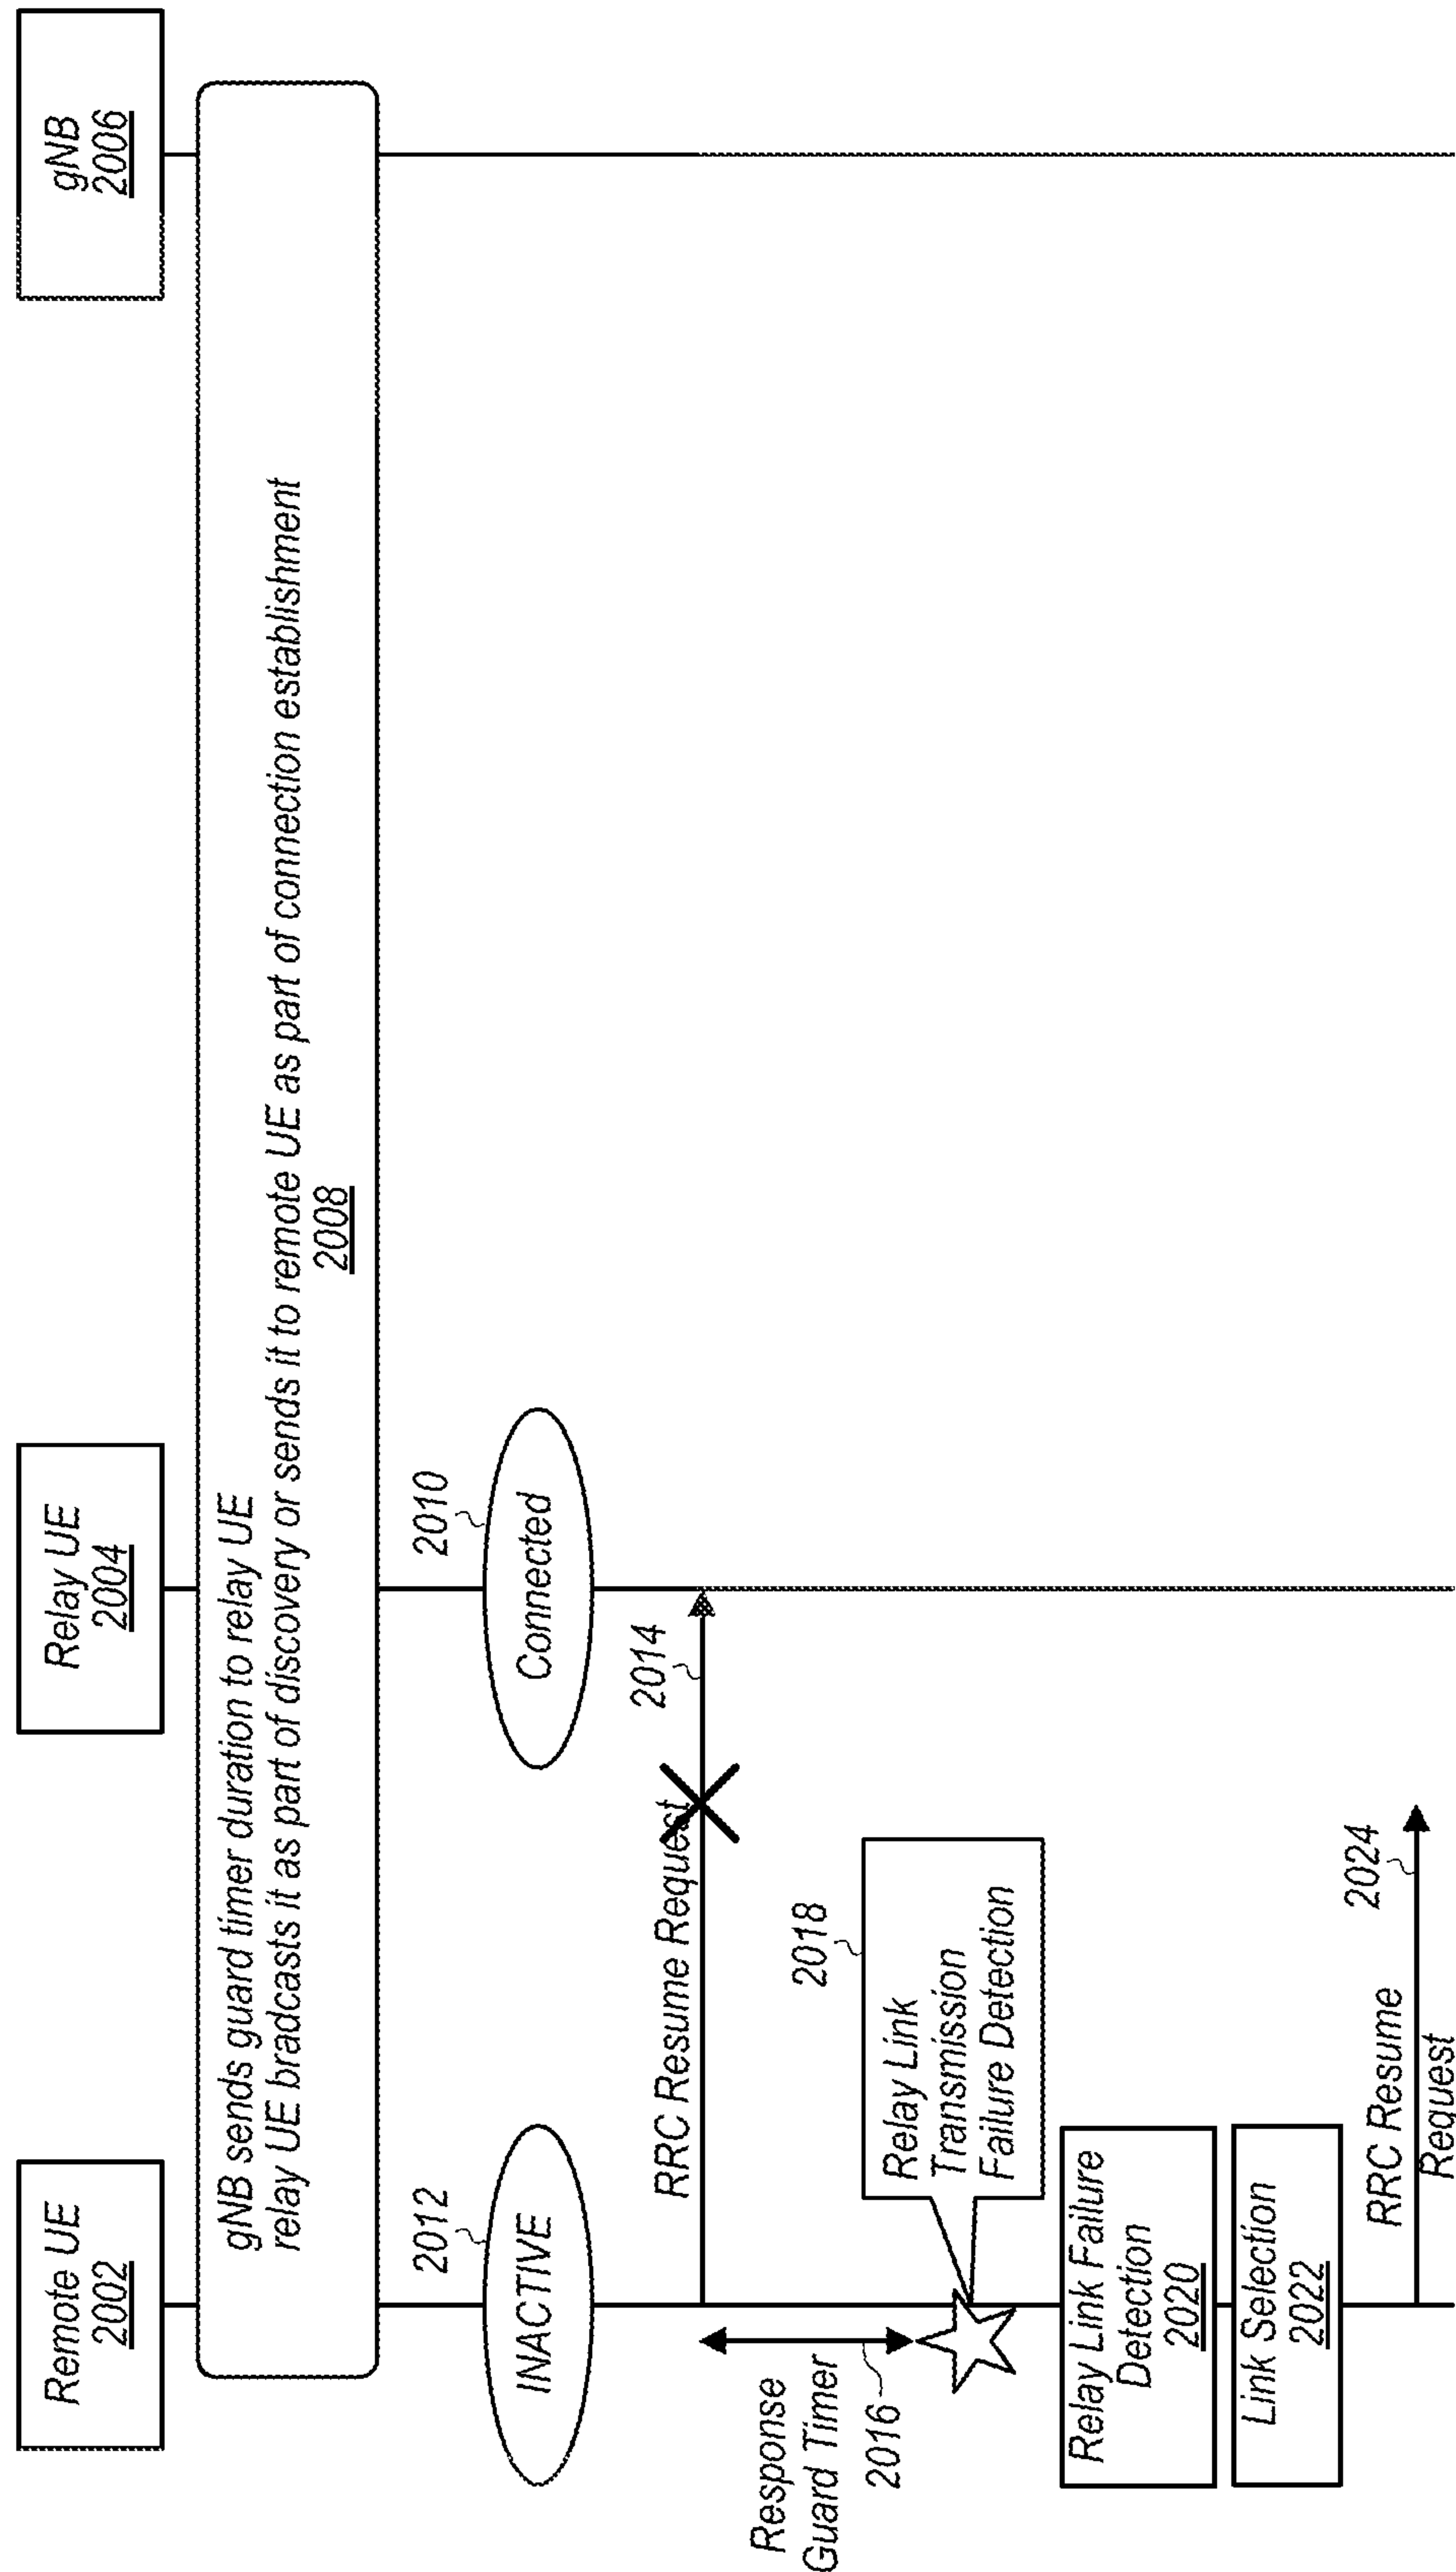 Remote UE
2002
Relay UE
2004
gNB
2006
gNB sends guard timer duration to relay UE
relay UE bradcasts it as part of discovery or sends it to remote UE as part of connection establishment
2008
2012
INACTIVE
2010
Connected
RRC Resume Request
2014
Response
Guard Timer
2016
2018
Relay Link
Transmission
Failure Detection
Relay Link Failure
Detection
2020
Link Selection
2022
RRC Resume
Request
2024